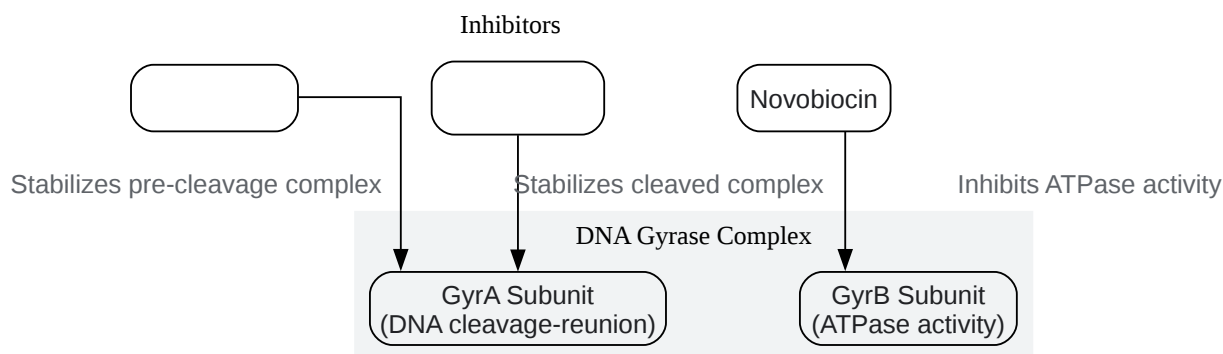 Inhibitors
Novobiocin
Stabilizes pre-cleavage complex
Stabilizes cleaved complex
Inhibits ATPase activity
DNA Gyrase Complex
GyrA Subunit
(DNA cleavage-reunion)
GyrB Subunit
(ATPase activity)